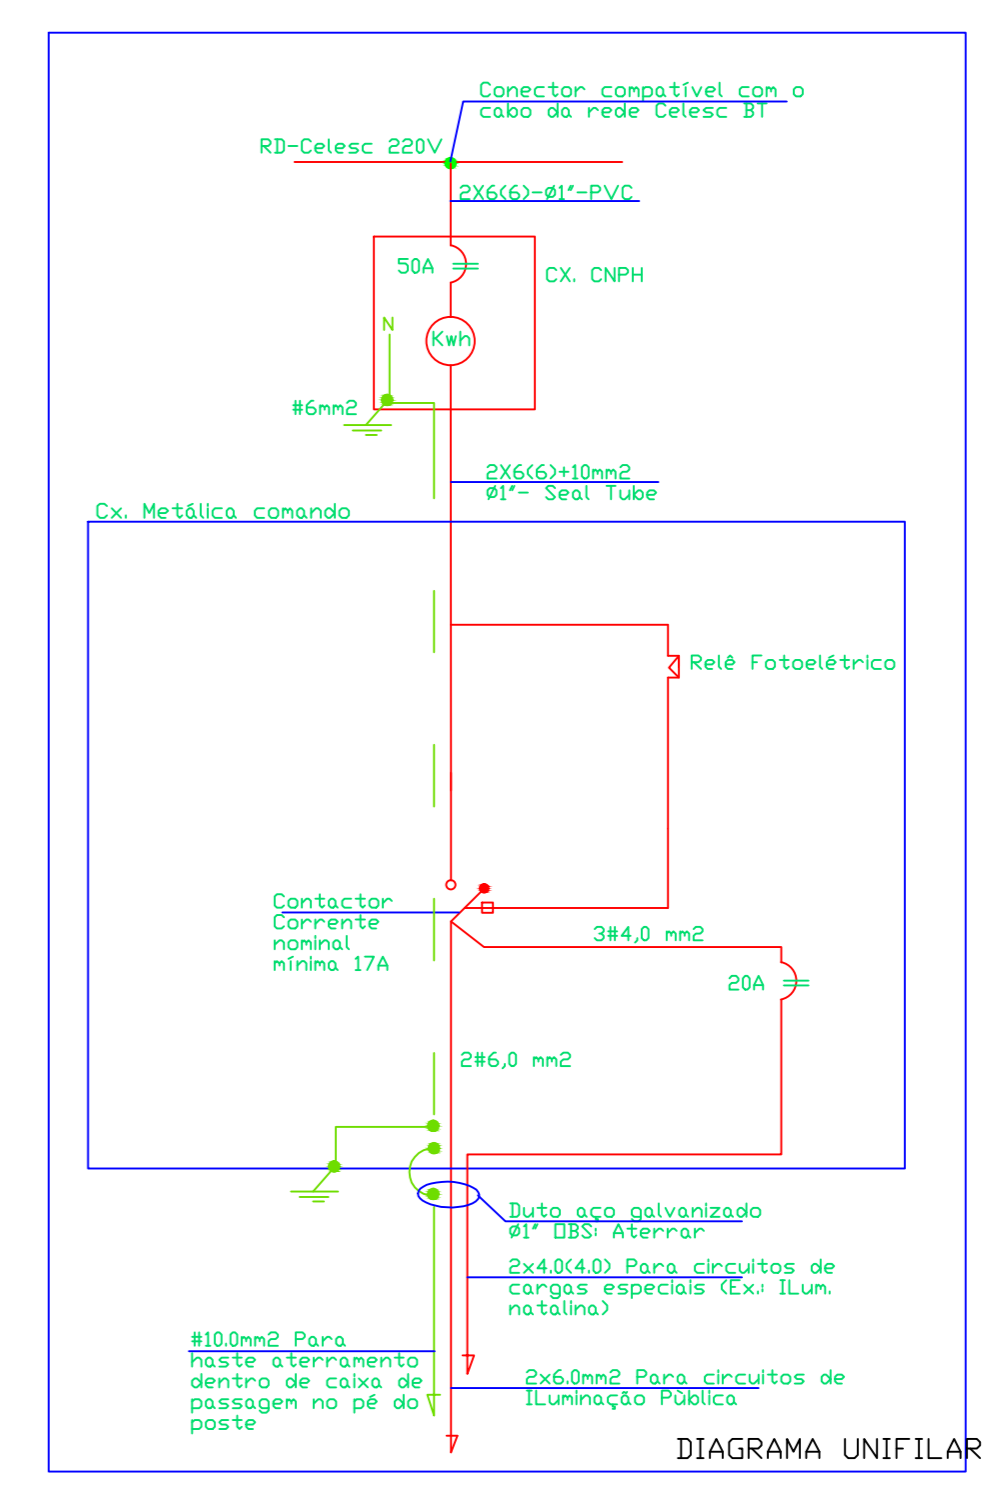 Conector compatível com o
cabo da rede Celesc BT
RD-Celesc 220V
2X6(6)-Ø1"-PVC
50A
CX. CNPH
N
Kwh
#6mm2
2X6(6)+10mm2
Ø1"- Seal Tube
Cx. Metálica comando
Relê Fotoelétrico
Contactor
Corrente
nominal
mínima 17A
3#4,0 mm2
20A
2#6,0 mm2
Duto aço galvanizado
Ø1" OBS: Aterrar
2x4.0(4.0) Para circuitos de
cargas especiais (Ex.: ILum.
natalina)
#10.0mm2 Para
haste aterramento
dentro de caixa de
passagem no pé do
poste
2x6.0mm2 Para circuitos de
ILuminação Pùblica
DIAGRAMA UNIFILAR